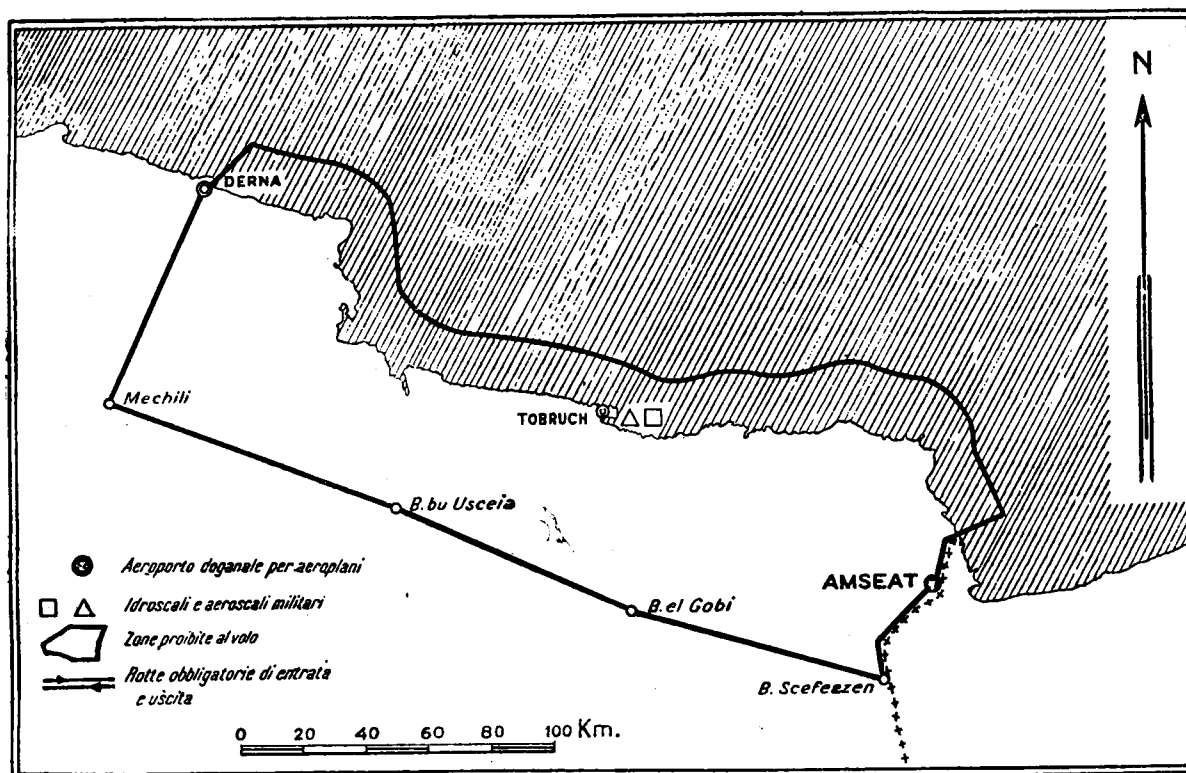 N
DERNA
Mechili
TOBRUCH
B. bu Usceia
AMSEAT
B. el Gobi
B. Scefeazen
Aeroporto doganale per aeroplani
Idroscali e aeroscali militari
Zone proibite al volo
Rotte obbligatorie di entrata
e uscita
0 20 40 60 80 100 Km.